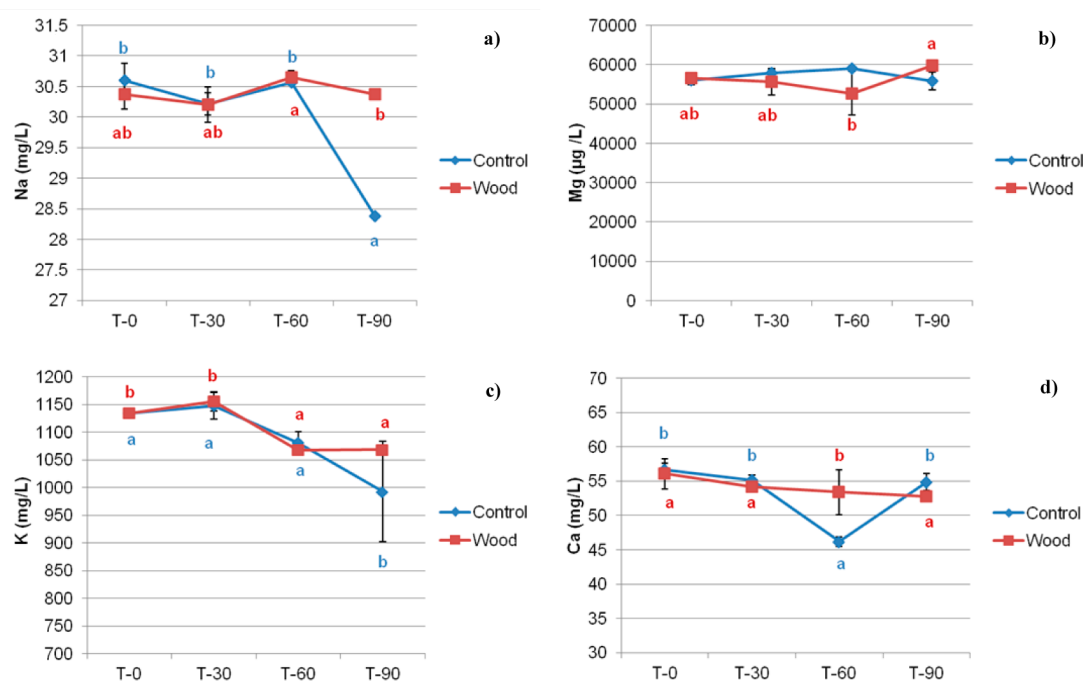 a)
Na (mg/L)
31.5
31
30.5
30
29.5
29
28.5
28
27.5
27
b
b
b
ab
ab
a
b
a
Control
Wood
T-0 T-30 T-60 T-90
b)
Mg (µg /L)
70000
60000
50000
40000
30000
20000
10000
0
a
ab
ab
b
Control
Wood
T-0 T-30 T-60 T-90
c)
K (mg/L)
1200
1150
1100
1050
1000
950
900
850
800
750
700
b
b
a
a
a
a
a
b
Control
Wood
T-0 T-30 T-60 T-90
d)
Ca (mg/L)
70
65
60
55
50
45
40
35
30
b
b
b
b
a
a
a
a
Control
Wood
T-0 T-30 T-60 T-90